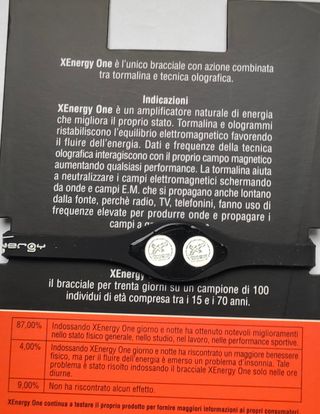 XEnergy One è l'unico bracciale con azione combinata
tra tormalina e tecnica olografica.
Indicazioni
XEnergy One è un amplificatore naturale di energia
che migliora il proprio stato. Tormalina e ologrammi
ristabiliscono l'equilibrio elettromagnetico favorendo
il fluire dell'energia. Dati e frequenze della tecnica
olografica interagiscono con il proprio campo magnetico
aumentando qualsiasi performance. La tormalina aiuta
a neutralizzare i campi elettromagnetici schermando
da onde e campi E.M. che si propagano anche lontano
dalla fonte, perchè radio, TV, telefonini, fanno uso di
frequenze elevate per produrre onde e propagare i
campi a
nergy
XEnergy
il bracciale per trenta giorni su un campione di 100
individui di età compresa tra i 15 e i 70 anni.
87,00% Indossando XEnergy One giorno e notte ha ottenuto notevoli miglioramenti
nello stato fisico generale, nello studio, nel lavoro, nelle performance sportive.
4,00% Indossando XEnergy One giorno e notte ha riscontrato un maggiore benessere
fisico, ma per il fluire dell'energia è emerso un problema d'insonnia. Tale
problema è stato risolto indossando il bracciale XEnergy One solo nelle ore
diurne.
9,00% Non ha riscontrato alcun effetto.
XEnergy One continua a testare il proprio prodotto per fornire maggiori informazioni ai propri consumatori